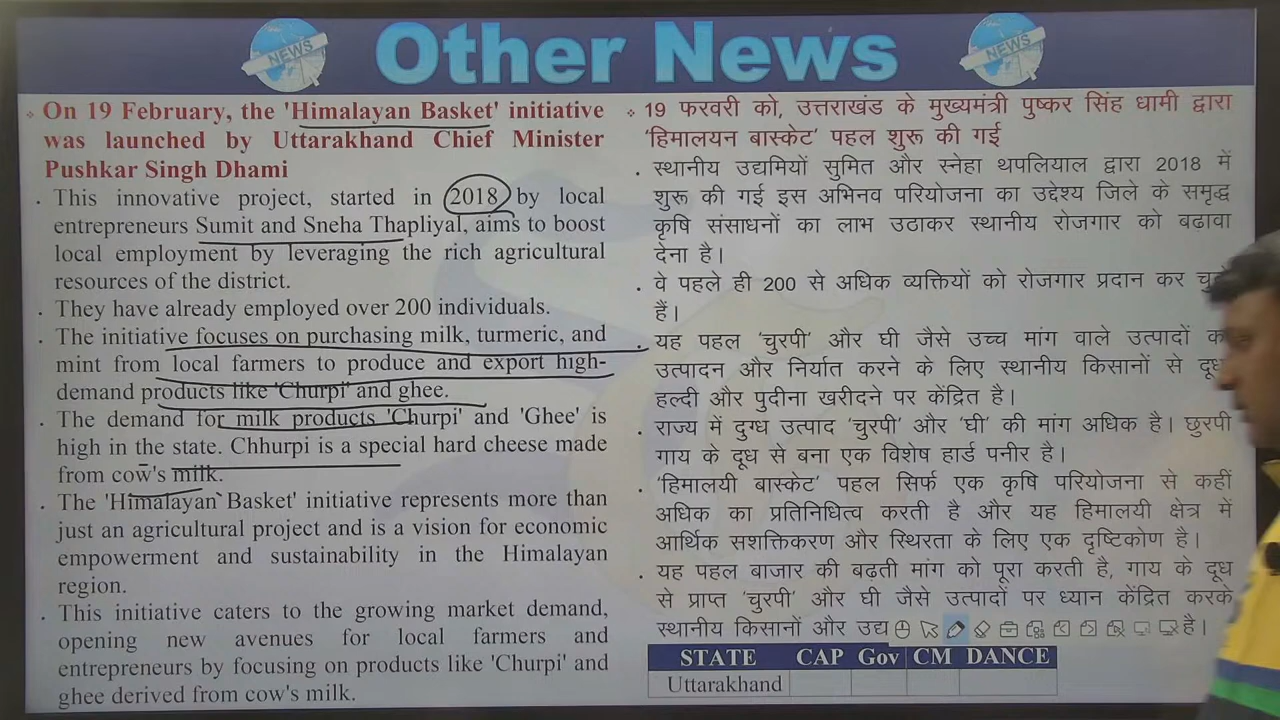 NEWS
Other News
NEWS
On 19 February, the 'Himalayan Basket' initiative
was launched by Uttarakhand Chief Minister
Pushkar Singh Dhami
This innovative project, started in 2018 by local
entrepreneurs Sumit and Sneha Thapliyal, aims to boost
local employment by leveraging the rich agricultural
resources of the district.
They have already employed over 200 individuals.
The initiative focuses on purchasing milk, turmeric, and
mint from local farmers to produce and export high-
demand products like 'Churpi' and ghee.
The demand for milk products 'Churpi' and 'Ghee' is
high in the state. Chhurpi is a special hard cheese made
from cow's milk.
The 'Himalayan Basket' initiative represents more than
just an agricultural project and is a vision for economic
empowerment and sustainability in the Himalayan
region.
This initiative caters to the growing market demand,
opening new avenues for local farmers and
entrepreneurs by focusing on products like 'Churpi' and
ghee derived from cow's milk.
19 फरवरी को, उत्तराखंड के मुख्यमंत्री पुष्कर सिंह धामी द्वारा
'हिमालयन बास्केट' पहल शुरू की गई
स्थानीय उद्यमियों सुमित और स्नेहा थपलियाल द्वारा 2018 में
शुरू की गई इस अभिनव परियोजना का उद्देश्य जिले के समृद्ध
कृषि संसाधनों का लाभ उठाकर स्थानीय रोजगार को बढ़ावा
देना है।
वे पहले ही 200 से अधिक व्यक्तियों को रोजगार प्रदान कर
हैं।
यह पहल 'चुरपी' और घी जैसे उच्च मांग वाले उत्पादों
उत्पादन और निर्यात करने के लिए स्थानीय किसानों से
हल्दी और पुदीना खरीदने पर केंद्रित है।
राज्य में दुग्ध उत्पाद 'चुरपी' और 'घी' की मांग अधिक है। छुरपी
गाय के दूध से बना एक विशेष हार्ड पनीर है।
'हिमालयी बास्केट' पहल सिर्फ एक कृषि परियोजना से कहीं
अधिक का प्रतिनिधित्व करती है और यह हिमालयी क्षेत्र में
आर्थिक सशक्तिकरण और स्थिरता के लिए एक दृष्टिकोण है।
यह पहल बाजार की बढ़ती मांग को पूरा करती है, गाय के दूध
से प्राप्त 'चुरपी' और घी जैसे उत्पादों पर ध्यान केंद्रित करके
स्थानीय किसानों और है।
STATE CAP Gov CM DANCE
Uttarakhand